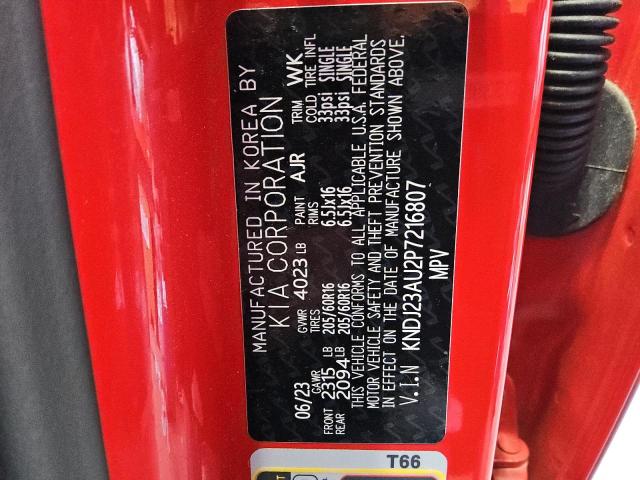 MANUFACTURED IN KOREA BY
KIA CORPORATION
06/23 GVWR 4023 LB PAINT AJR TRIM WK
GAWR TIRES RIMS COLD TIRE INFL
FRONT 2315 LB 205/60R16 6.5Jx16 33psi SINGLE
REAR 2094 LB 205/60R16 6.5Jx16 33psi SINGLE
THIS VEHICLE CONFORMS TO ALL APPLICABLE U.S.A. FEDERAL
MOTOR VEHICLE SAFETY AND THEFT PREVENTION STANDARDS
IN EFFECT ON THE DATE OF MANUFACTURE SHOWN ABOVE.
V.I.N KNDJ23AU2P7216807
MPV
T66